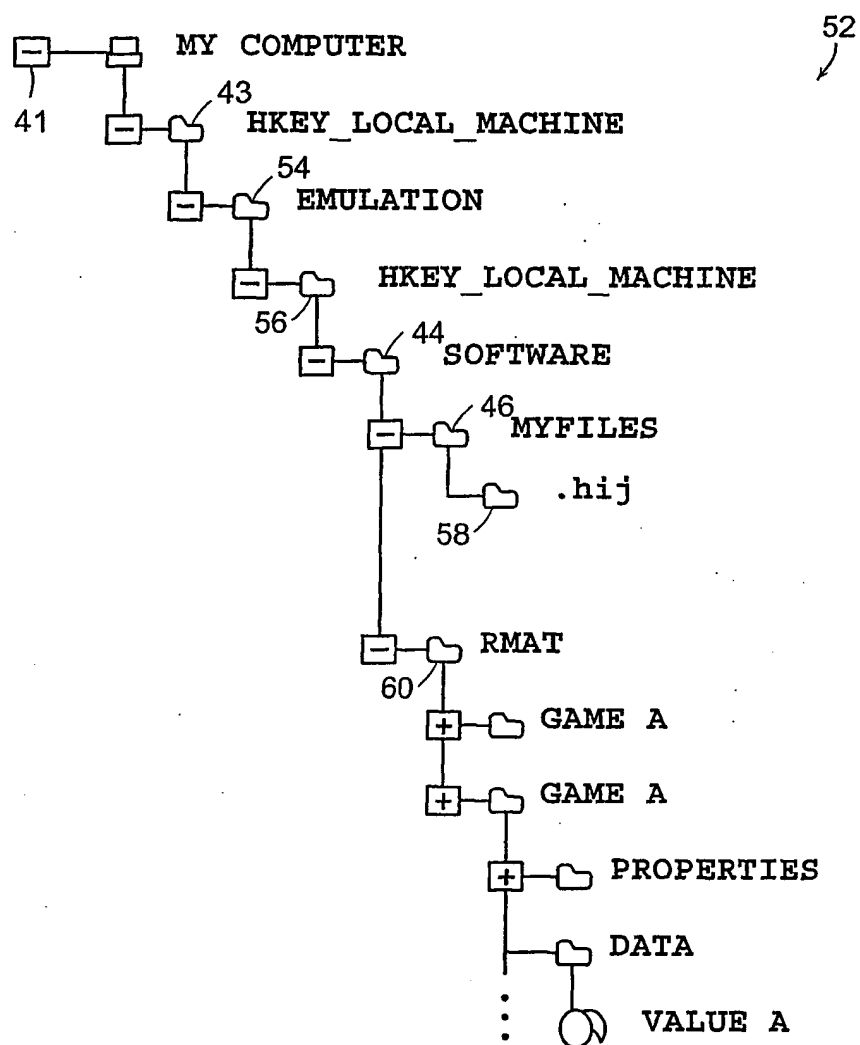 52
MY COMPUTER
41
43
HKEY_LOCAL_MACHINE
54
EMULATION
HKEY_LOCAL_MACHINE
56
44
SOFTWARE
46
MYFILES
.hij
58
RMAT
60
GAME A
GAME A
PROPERTIES
DATA
VALUE A